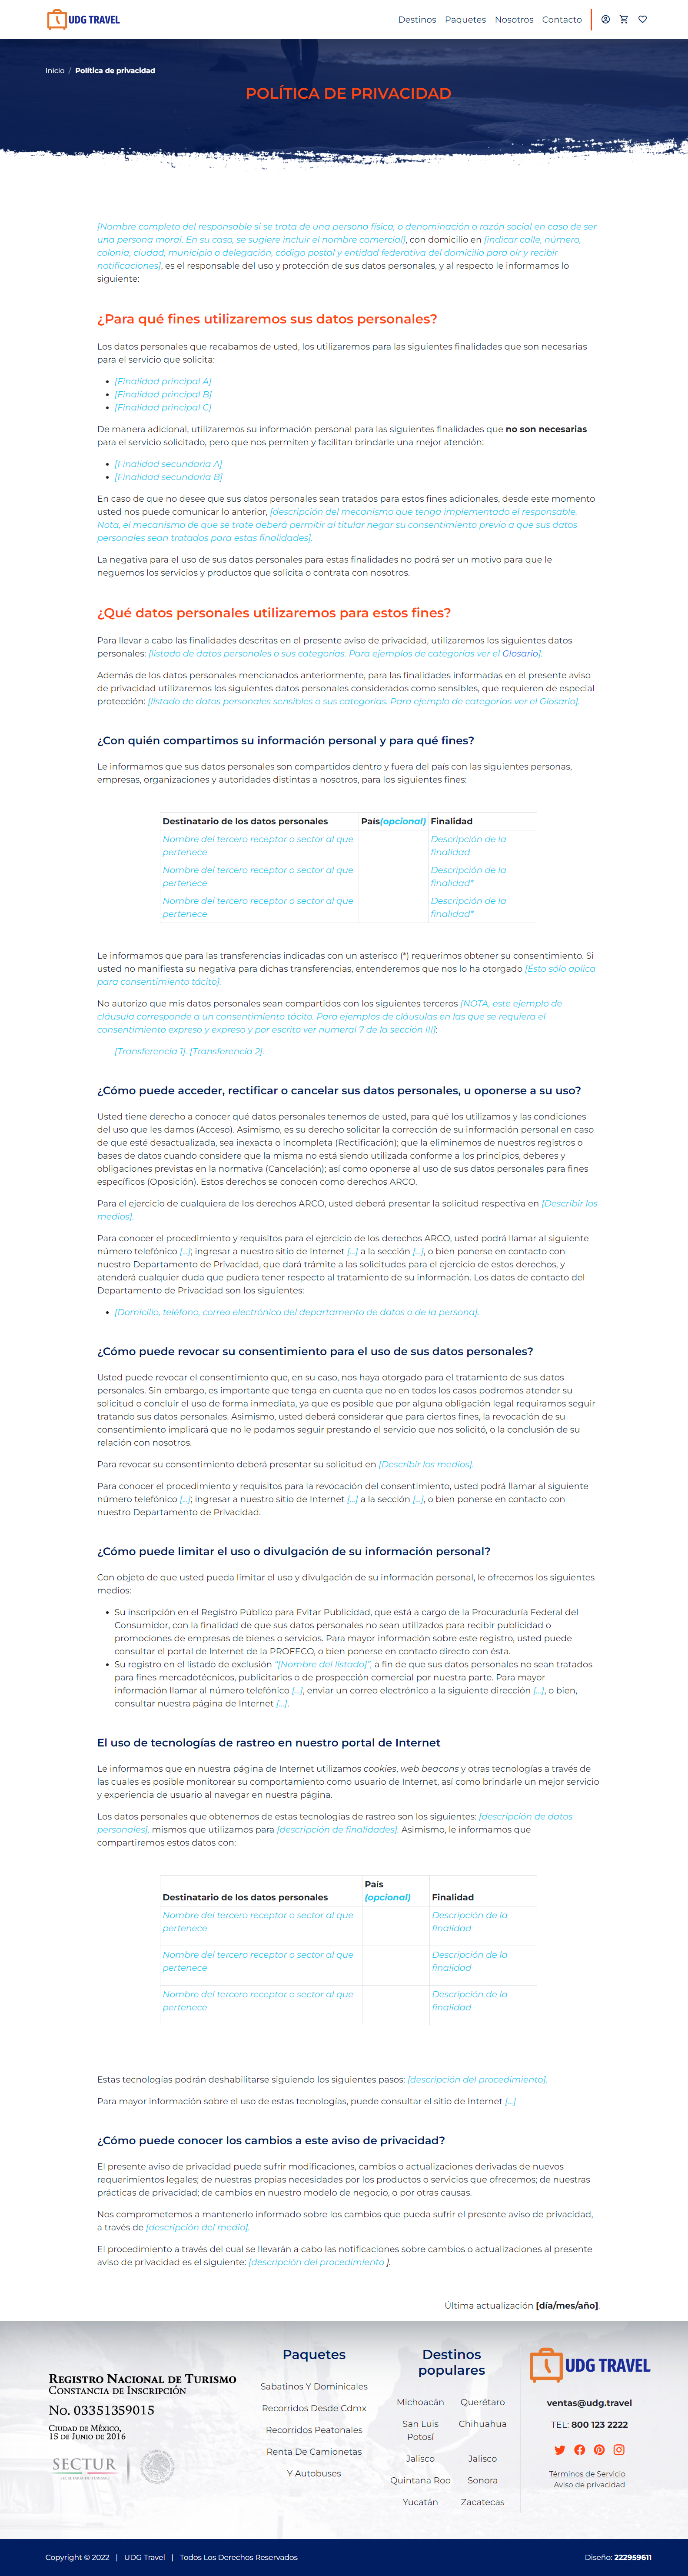 UDG TRAVEL
Destinos Paquetes Nosotros Contacto
Inicio / Política de privacidad
POLÍTICA DE PRIVACIDAD
[Nombre completo del responsable si se trata de una persona física, o denominación o razón social en caso de ser
una persona moral. En su caso, se sugiere incluir el nombre comercial], con domicilio en [indicar calle, número,
colonia, ciudad, municipio o delegación, código postal y entidad federativa del domicilio para oír y recibir
notificaciones], es el responsable del uso y protección de sus datos personales, y al respecto le informamos lo
siguiente:
¿Para qué fines utilizaremos sus datos personales?
Los datos personales que recabamos de usted, los utilizaremos para las siguientes finalidades que son necesarias
para el servicio que solicita:
• [Finalidad principal A]
• [Finalidad principal B]
• [Finalidad principal C]
De manera adicional, utilizaremos su información personal para las siguientes finalidades que no son necesarias
para el servicio solicitado, pero que nos permiten y facilitan brindarle una mejor atención:
• [Finalidad secundaria A]
• [Finalidad secundaria B]
En caso de que no desee que sus datos personales sean tratados para estos fines adicionales, desde este momento
usted nos puede comunicar lo anterior, [descripción del mecanismo que tenga implementado el responsable.
Nota, el mecanismo de que se trate deberá permitir al titular negar su consentimiento previo a que sus datos
personales sean tratados para estas finalidades].
La negativa para el uso de sus datos personales para estas finalidades no podrá ser un motivo para que le
neguemos los servicios y productos que solicita o contrata con nosotros.
¿Qué datos personales utilizaremos para estos fines?
Para llevar a cabo las finalidades descritas en el presente aviso de privacidad, utilizaremos los siguientes datos
personales: [listado de datos personales o sus categorías. Para ejemplos de categorías ver el Glosario].
Además de los datos personales mencionados anteriormente, para las finalidades informadas en el presente aviso
de privacidad utilizaremos los siguientes datos personales considerados como sensibles, que requieren de especial
protección: [listado de datos personales sensibles o sus categorías. Para ejemplo de categorías ver el Glosario].
¿Con quién compartimos su información personal y para qué fines?
Le informamos que sus datos personales son compartidos dentro y fuera del país con las siguientes personas,
empresas, organizaciones y autoridades distintas a nosotros, para los siguientes fines:
Destinatario de los datos personales País(opcional) Finalidad
Nombre del tercero receptor o sector al que Descripción de la
pertenece finalidad
Nombre del tercero receptor o sector al que Descripción de la
pertenece finalidad*
Nombre del tercero receptor o sector al que Descripción de la
pertenece finalidad*
Le informamos que para las transferencias indicadas con un asterisco (*) requerimos obtener su consentimiento. Si
usted no manifiesta su negativa para dichas transferencias, entenderemos que nos lo ha otorgado [Ésto sólo aplica
para consentimiento tácito].
No autorizo que mis datos personales sean compartidos con los siguientes terceros [NOTA, este ejemplo de
cláusula corresponde a un consentimiento tácito. Para ejemplos de cláusulas en las que se requiera el
consentimiento expreso y expreso y por escrito ver numeral 7 de la sección III]:
[Transferencia 1]. [Transferencia 2].
¿Cómo puede acceder, rectificar o cancelar sus datos personales, u oponerse a su uso?
Usted tiene derecho a conocer qué datos personales tenemos de usted, para qué los utilizamos y las condiciones
del uso que les damos (Acceso). Asimismo, es su derecho solicitar la corrección de su información personal en caso
de que esté desactualizada, sea inexacta o incompleta (Rectificación); que la eliminemos de nuestros registros o
bases de datos cuando considere que la misma no está siendo utilizada conforme a los principios, deberes y
obligaciones previstas en la normativa (Cancelación); así como oponerse al uso de sus datos personales para fines
específicos (Oposición). Estos derechos se conocen como derechos ARCO.
Para el ejercicio de cualquiera de los derechos ARCO, usted deberá presentar la solicitud respectiva en [Describir los
medios].
Para conocer el procedimiento y requisitos para el ejercicio de los derechos ARCO, usted podrá llamar al siguiente
número telefónico [...]; ingresar a nuestro sitio de Internet [...] a la sección [...], o bien ponerse en contacto con
nuestro Departamento de Privacidad, que dará trámite a las solicitudes para el ejercicio de estos derechos, y
atenderá cualquier duda que pudiera tener respecto al tratamiento de su información. Los datos de contacto del
Departamento de Privacidad son los siguientes:
• [Domicilio, teléfono, correo electrónico del departamento de datos o de la persona].
¿Cómo puede revocar su consentimiento para el uso de sus datos personales?
Usted puede revocar el consentimiento que, en su caso, nos haya otorgado para el tratamiento de sus datos
personales. Sin embargo, es importante que tenga en cuenta que no en todos los casos podremos atender su
solicitud o concluir el uso de forma inmediata, ya que es posible que por alguna obligación legal requiramos seguir
tratando sus datos personales. Asimismo, usted deberá considerar que para ciertos fines, la revocación de su
consentimiento implicará que no le podamos seguir prestando el servicio que nos solicitó, o la conclusión de su
relación con nosotros.
Para revocar su consentimiento deberá presentar su solicitud en [Describir los medios].
Para conocer el procedimiento y requisitos para la revocación del consentimiento, usted podrá llamar al siguiente
número telefónico [...]; ingresar a nuestro sitio de Internet [...] a la sección [...], o bien ponerse en contacto con
nuestro Departamento de Privacidad.
¿Cómo puede limitar el uso o divulgación de su información personal?
Con objeto de que usted pueda limitar el uso y divulgación de su información personal, le ofrecemos los siguientes
medios:
• Su inscripción en el Registro Público para Evitar Publicidad, que está a cargo de la Procuraduría Federal del
Consumidor, con la finalidad de que sus datos personales no sean utilizados para recibir publicidad o
promociones de empresas de bienes o servicios. Para mayor información sobre este registro, usted puede
consultar el portal de Internet de la PROFECO, o bien ponerse en contacto directo con ésta.
• Su registro en el listado de exclusión "[Nombre del listado]", a fin de que sus datos personales no sean tratados
para fines mercadotécnicos, publicitarios o de prospección comercial por nuestra parte. Para mayor
información llamar al número telefónico [...], enviar un correo electrónico a la siguiente dirección [...], o bien,
consultar nuestra página de Internet [...].
El uso de tecnologías de rastreo en nuestro portal de Internet
Le informamos que en nuestra página de Internet utilizamos cookies, web beacons y otras tecnologías a través de
las cuales es posible monitorear su comportamiento como usuario de Internet, así como brindarle un mejor servicio
y experiencia de usuario al navegar en nuestra página.
Los datos personales que obtenemos de estas tecnologías de rastreo son los siguientes: [descripción de datos
personales], mismos que utilizamos para [descripción de finalidades]. Asimismo, le informamos que
compartiremos estos datos con:
País
Destinatario de los datos personales (opcional) Finalidad
Nombre del tercero receptor o sector al que Descripción de la
pertenece finalidad
Nombre del tercero receptor o sector al que Descripción de la
pertenece finalidad
Nombre del tercero receptor o sector al que Descripción de la
pertenece finalidad
Estas tecnologías podrán deshabilitarse siguiendo los siguientes pasos: [descripción del procedimiento].
Para mayor información sobre el uso de estas tecnologías, puede consultar el sitio de Internet [...]
¿Cómo puede conocer los cambios a este aviso de privacidad?
El presente aviso de privacidad puede sufrir modificaciones, cambios o actualizaciones derivadas de nuevos
requerimientos legales; de nuestras propias necesidades por los productos o servicios que ofrecemos; de nuestras
prácticas de privacidad; de cambios en nuestro modelo de negocio, o por otras causas.
Nos comprometemos a mantenerlo informado sobre los cambios que pueda sufrir el presente aviso de privacidad,
a través de [descripción del medio].
El procedimiento a través del cual se llevarán a cabo las notificaciones sobre cambios o actualizaciones al presente
aviso de privacidad es el siguiente: [descripción del procedimiento ].
Última actualización [día/mes/año].
Registro Nacional de Turismo
Constancia de Inscripción
No. 03351359015
Ciudad de México,
15 de Junio de 2016
SECTUR
SECRETARÍA DE TURISMO
Paquetes
Sabatinos Y Dominicales
Recorridos Desde Cdmx
Recorridos Peatonales
Renta De Camionetas
Y Autobuses
Destinos
populares
Michoacán Querétaro
San Luis Chihuahua
Potosí
Jalisco Jalisco
Quintana Roo Sonora
Yucatán Zacatecas
UDG TRAVEL
ventas@udg.travel
TEL: 800 123 2222
Términos de Servicio
Aviso de privacidad
Copyright © 2022 | UDG Travel | Todos Los Derechos Reservados
Diseño: 222959611